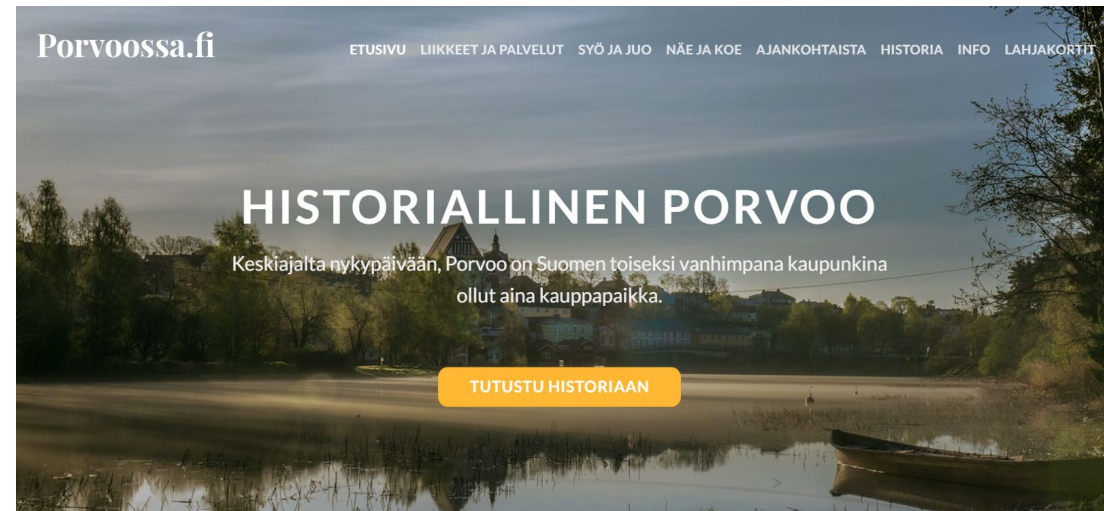 Porvoossa.fi
ETUSIVU LIIKKEET JA PALVELUT SYÖ JA JUO NÄE JA KOE AJANKOHTAISTA HISTORIA INFO LAHJAKORTIT
HISTORIALLINEN PORVOO
Keskiajalta nykypäivään, Porvoo on Suomen toiseksi vanhimpana kaupunkina
ollut aina kauppapaikka.
TUTUSTU HISTORIAAN